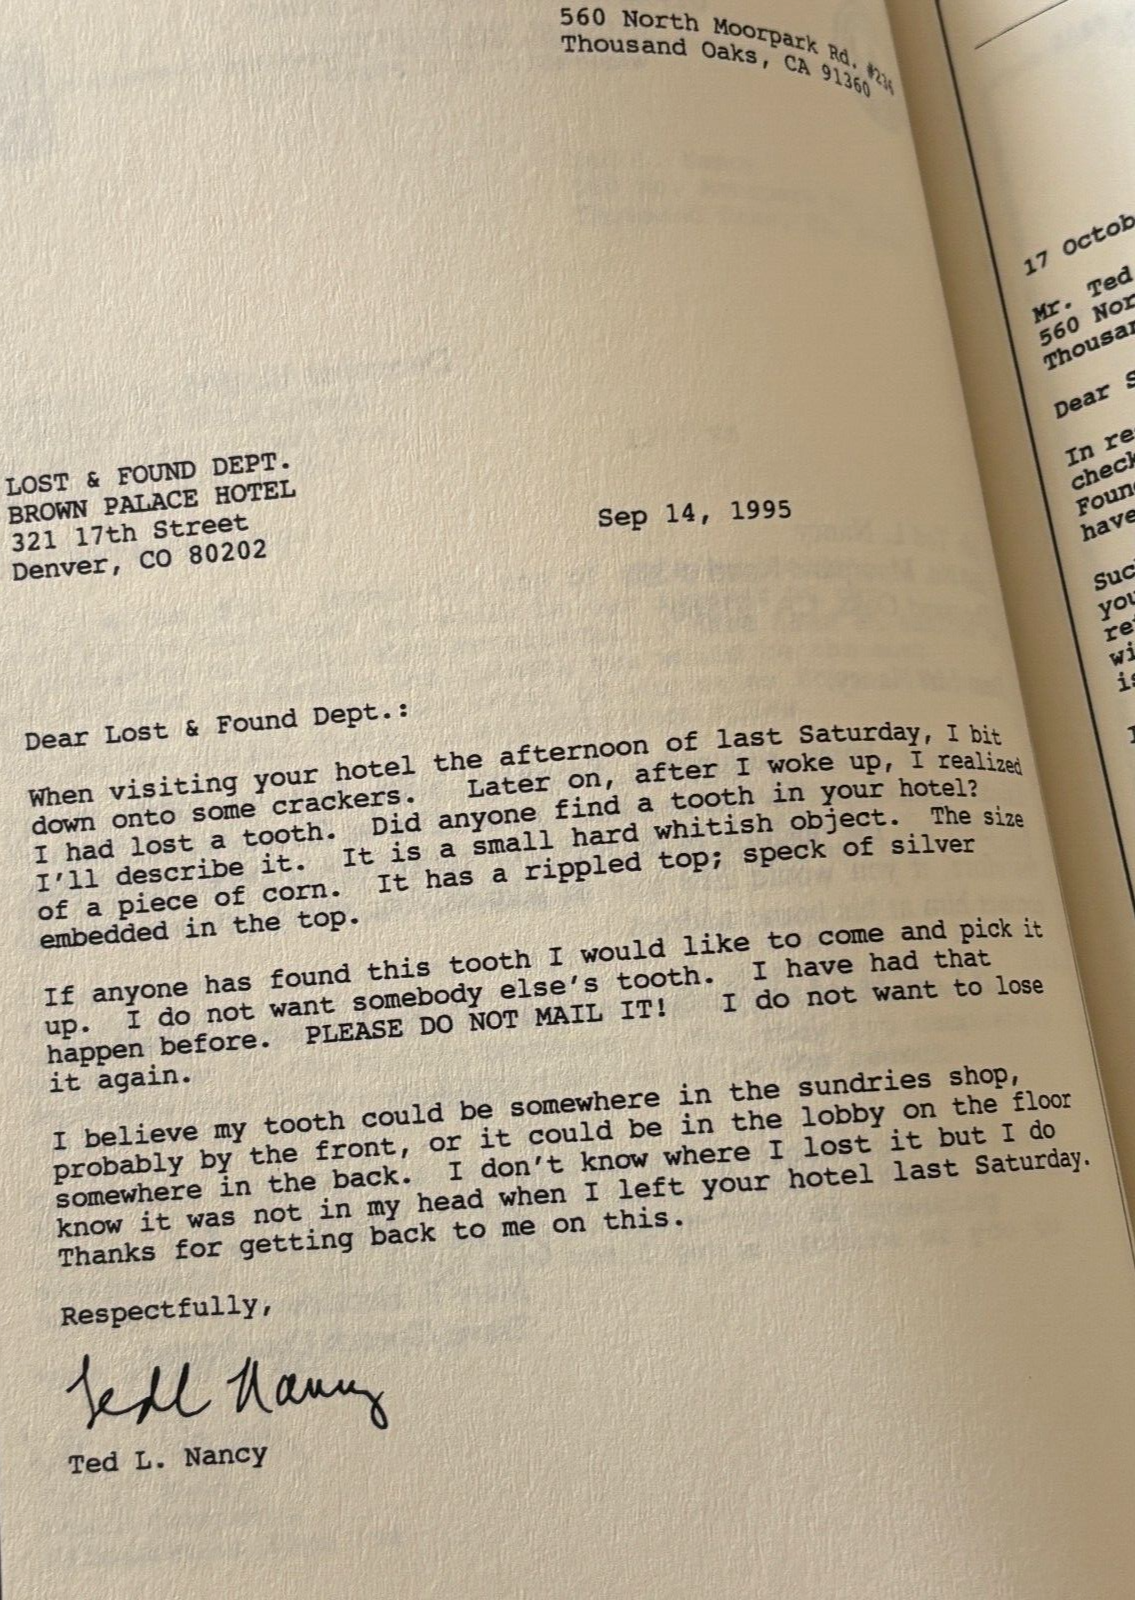 560 North Moorpark Rd. #236
Thousand Oaks, CA 91360
LOST & FOUND DEPT.
BROWN PALACE HOTEL
321 17th Street
Denver, CO 80202
Sep 14, 1995
Dear Lost & Found Dept.:
When visiting your hotel the afternoon of last Saturday, I bit
down onto some crackers. Later on, after I woke up, I realized
I had lost a tooth. Did anyone find a tooth in your hotel?
I'll describe it. It is a small hard whitish object. The size
of a piece of corn. It has a rippled top; speck of silver
embedded in the top.
If anyone has found this tooth I would like to come and pick it
up. I do not want somebody else's tooth. I have had that
happen before. PLEASE DO NOT MAIL IT! I do not want to lose
it again.
I believe my tooth could be somewhere in the sundries shop,
probably by the front, or it could be in the lobby on the floor
somewhere in the back. I don't know where I lost it but I do
know it was not in my head when I left your hotel last Saturday.
Thanks for getting back to me on this.
Respectfully,
Ted L Nancy
Ted L. Nancy
17 Octob
Mr. Ted
560 Nor
Thousan
Dear S
In re
check
Foun
have
Suc
you
re
wi
is